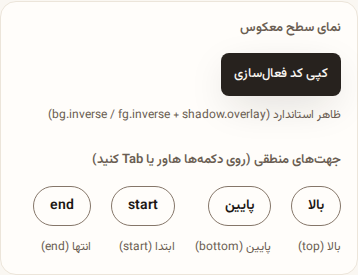 نمای سطح معکوس
کپی کد فعال‌سازی
ظاهر استاندارد (bg.inverse / fg.inverse + shadow.overlay)
جهت‌های منطقی (روی دکمه‌ها هاور یا Tab کنید)
بالا پایین start end
بالا (top) پایین (bottom) ابتدا (start) انتها (end)